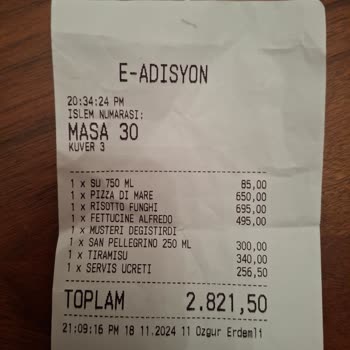 E-ADISYON
20:34:24 PM
ISLEM NUMARASI:
MASA 30
KUVER 3
1 x SU 750 ML 85,00
1 x PIZZA DI MARE 650,00
1 x RISOTTO FUNGHI 695,00
1 x FETTUCINE ALFREDO 495,00
1 x MUSTERI DEGISTIRDI
1 x SAN PELLEGRINO 250 ML 300,00
1 x TIRAMISU 340,00
1 x SERVIS UCRETI 256,50
TOPLAM 2.821,50
21:09:16 PM 18 11.2024 11 Ozgur Erdemli